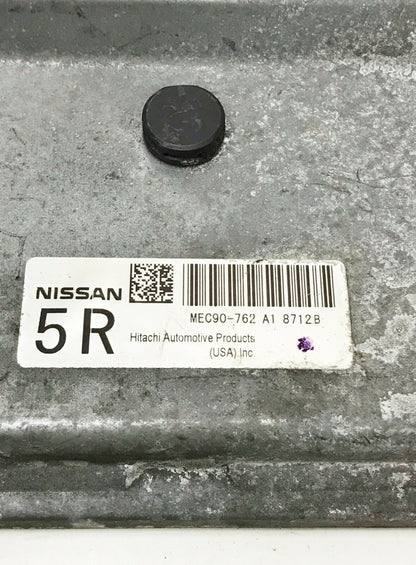 NISSAN
5R
MEC90-762 A1 8712B
Hitachi Automotive Products
(USA).Inc.